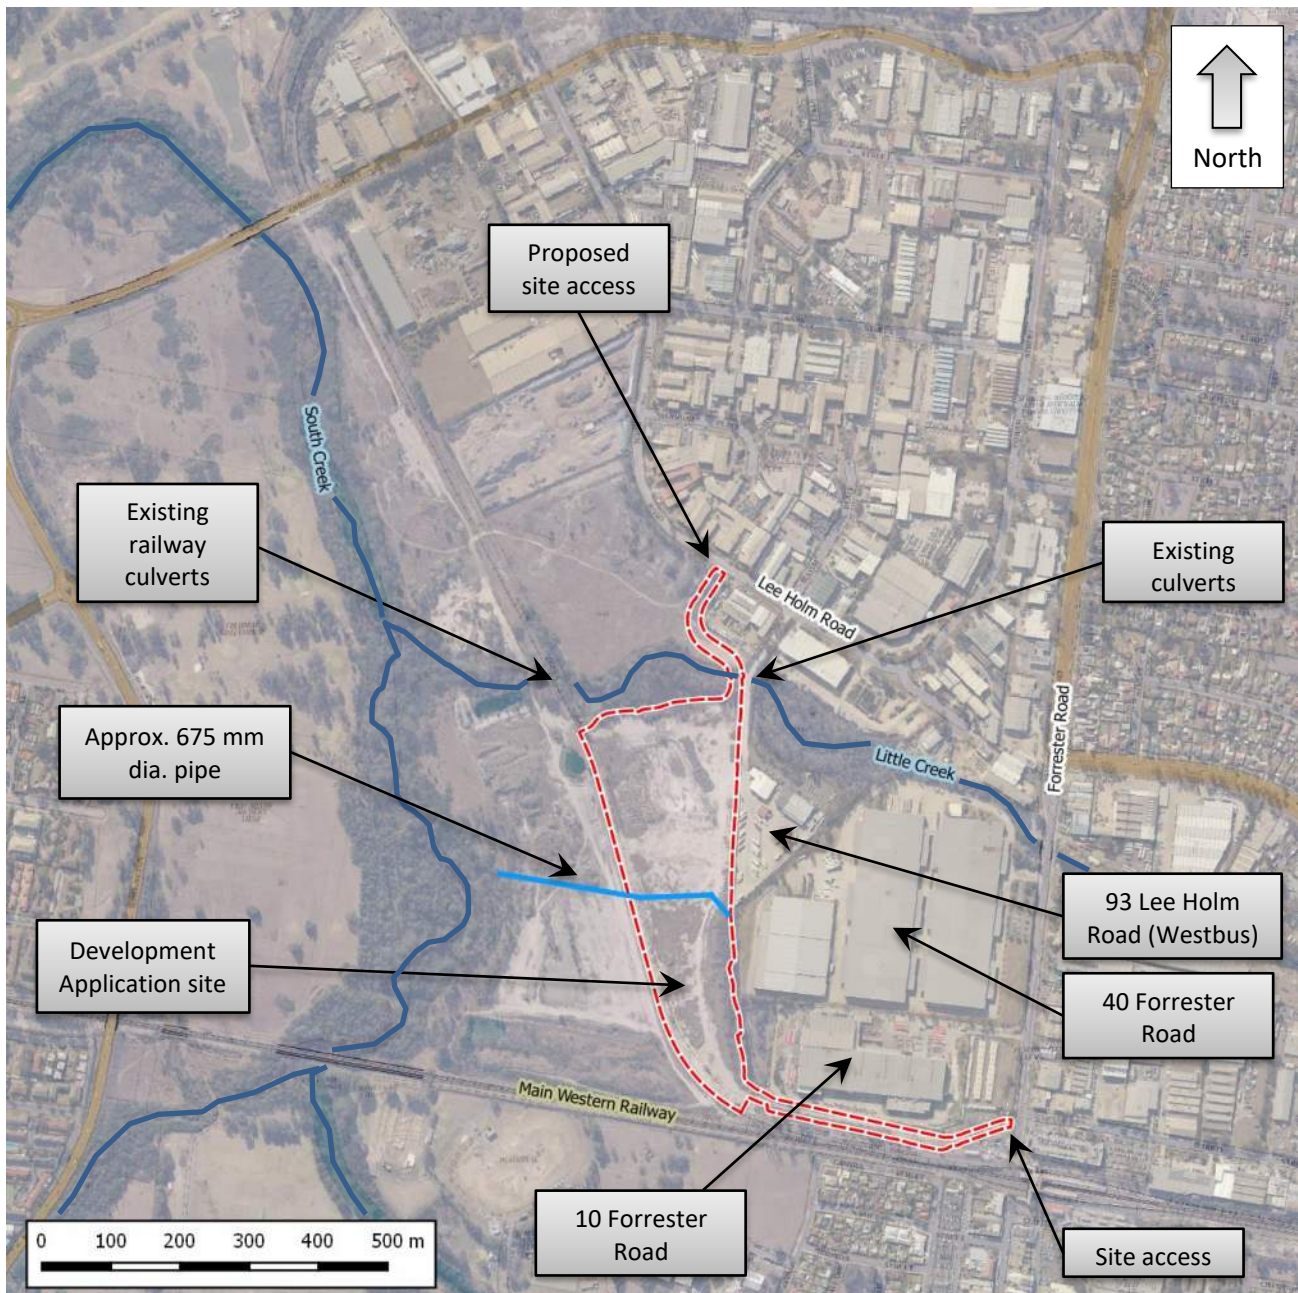 North
Proposed
site access
South Creek
Existing
railway
culverts
Existing
culverts
Lee Holm Road
Approx. 675 mm
dia. pipe
Forrester Road
Little Creek
93 Lee Holm
Road (Westbus)
Development
Application site
40 Forrester
Road
Main Western Railway
10 Forrester
Road
Site access
0 100 200 300 400 500 m